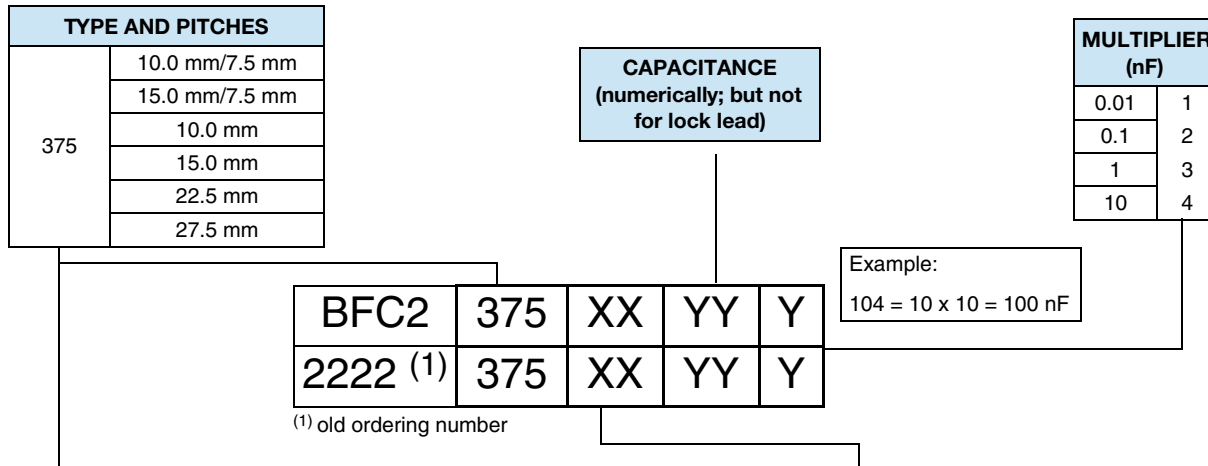 TYPE AND PITCHES
375
10.0 mm/7.5 mm
15.0 mm/7.5 mm
10.0 mm
15.0 mm
22.5 mm
27.5 mm
CAPACITANCE
(numerically; but not
for lock lead)
MULTIPLIER
(nF)
0.01 1
0.1 2
1 3
10 4
Example:
104 = 10 x 10 = 100 nF
BFC2 375 XX YY Y
2222 (1) 375 XX YY Y
(1) old ordering number